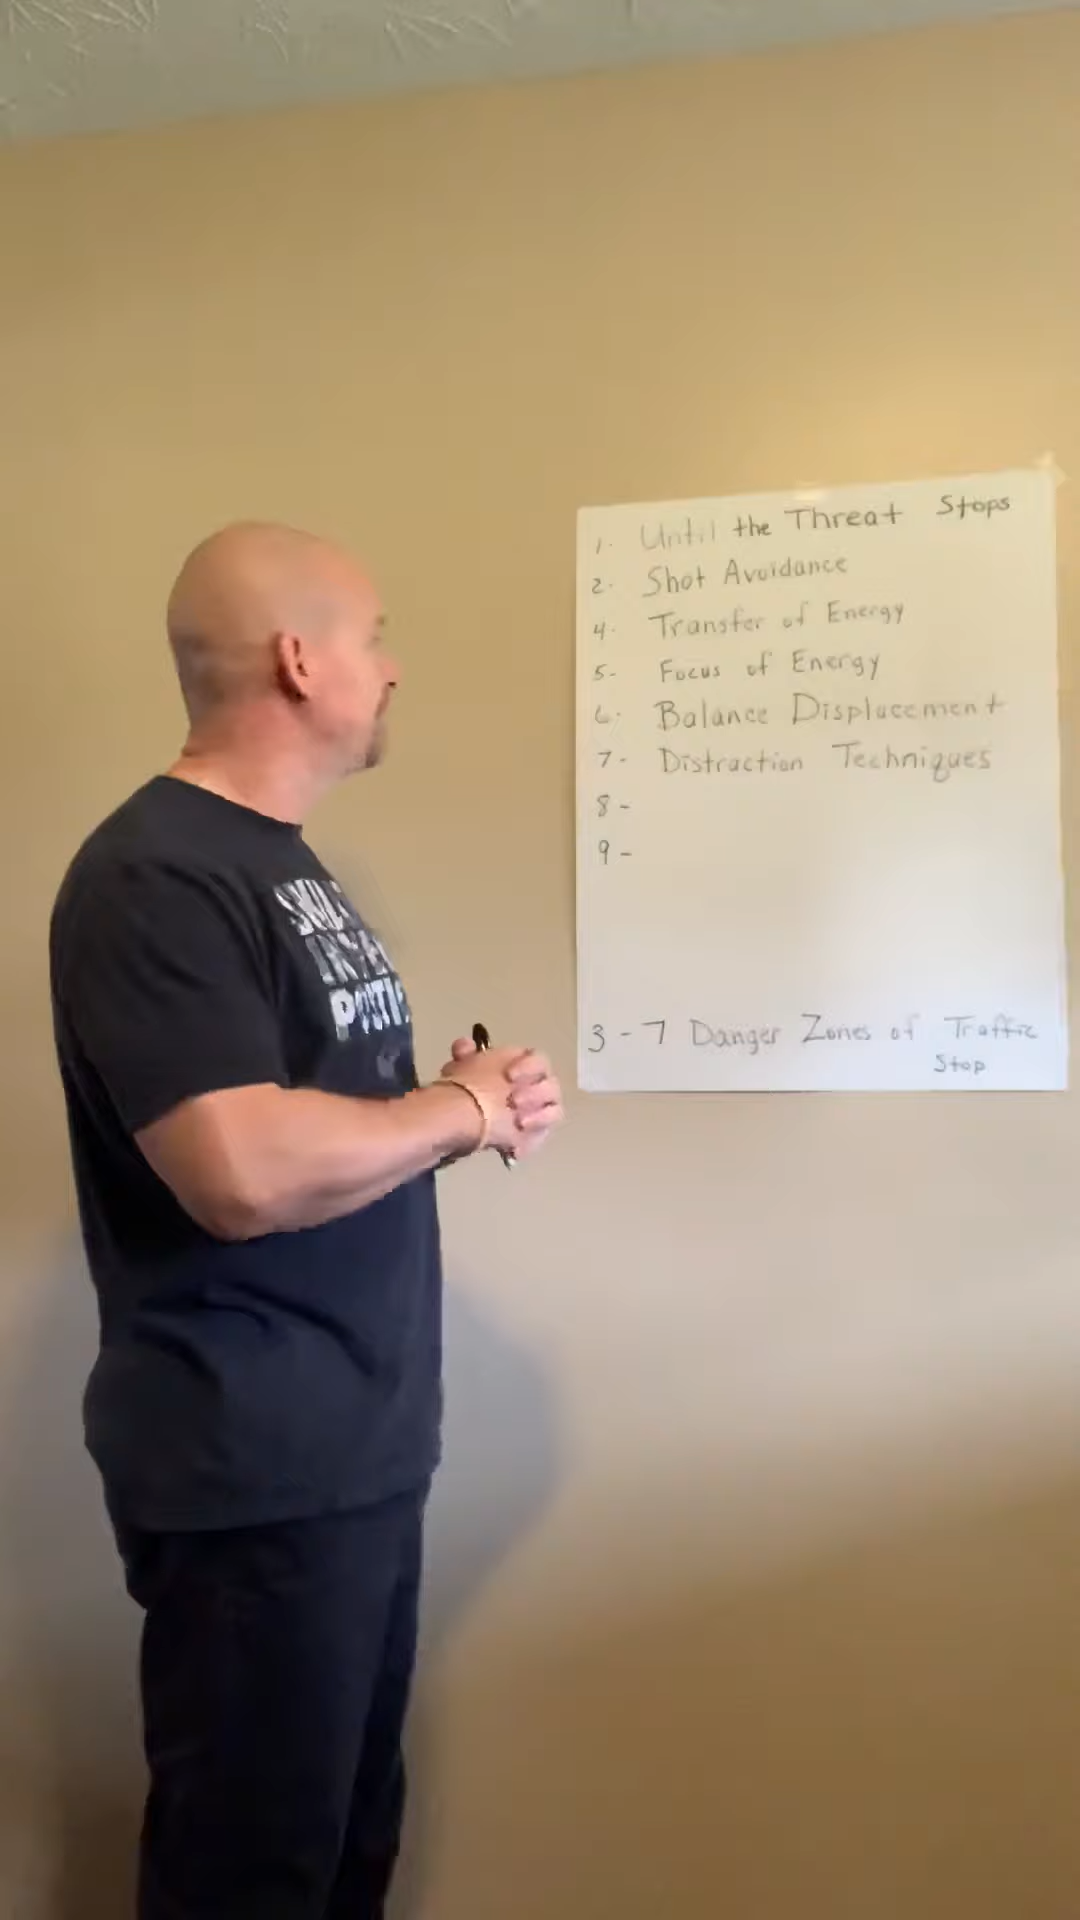 1. Until the Threat Stops
2. Shot Avoidance
4. Transfer of Energy
5- Focus of Energy
6. Balance Displacement
7- Distraction Techniques
8-
9-
3-7 Danger Zones of Traffic
Stop